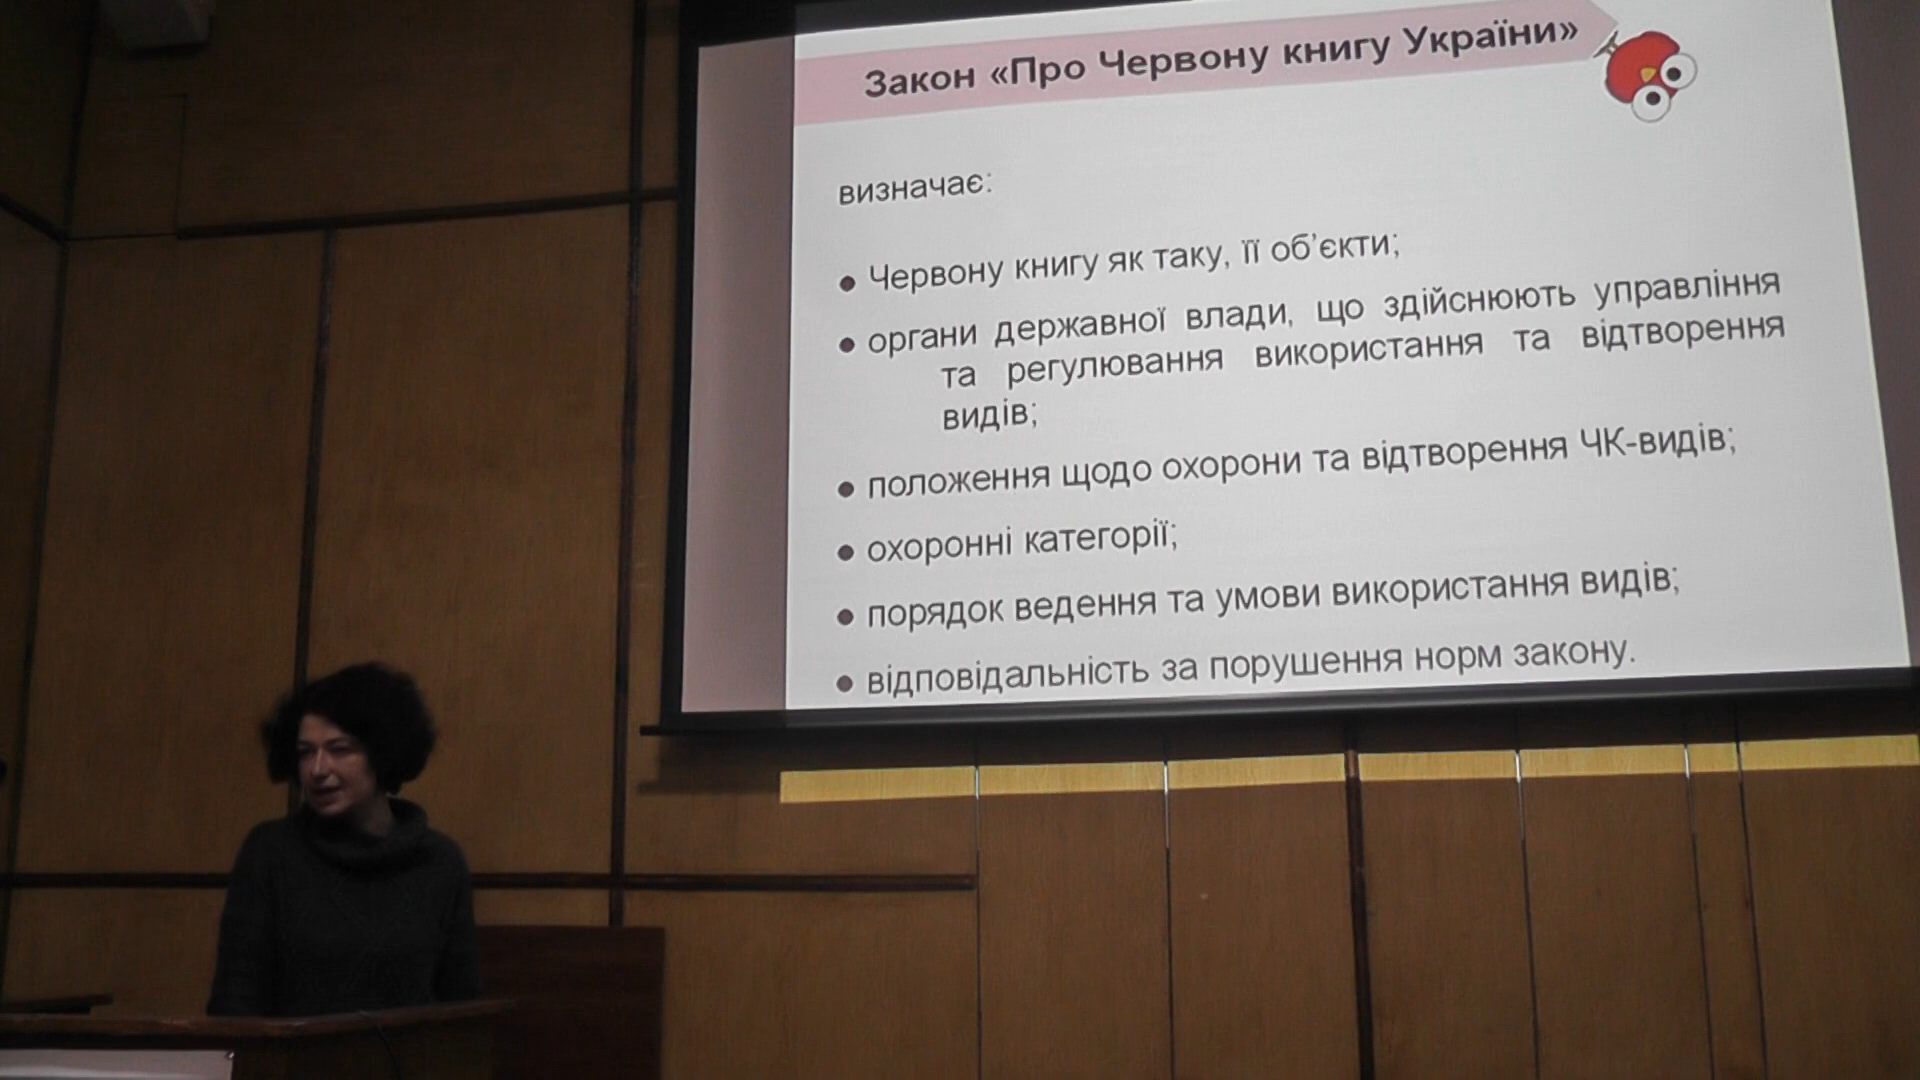 Закон «Про Червону книгу України»
визначає:
● Червону книгу як таку, її об'єкти;
● органи державної влади, що здійснюють управління
та регулювання використання та відтворення
видів;
● положення щодо охорони та відтворення ЧК-видів;
● охоронні категорії;
● порядок ведення та умови використання видів;
● відповідальність за порушення норм закону.